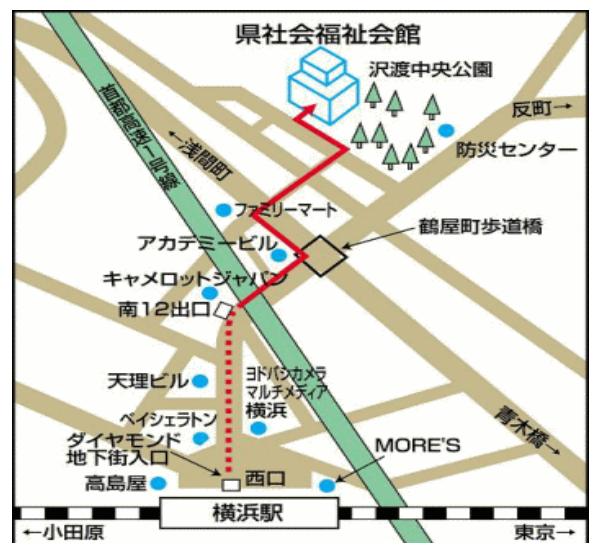 県社会福祉会館
沢渡中央公園
反町
防災センター
首都高速一号線
浅間町
ファミリーマート
鶴屋町歩道橋
アカデミービル
キャメロットジャパン
南12出口
天理ビル
ヨドバシカメラ
マルチメディア
横浜
ベイシェラトン
ダイヤモンド
地下街入口
青木橋
MORE'S
高島屋
西口
横浜駅
←小田原
東京→